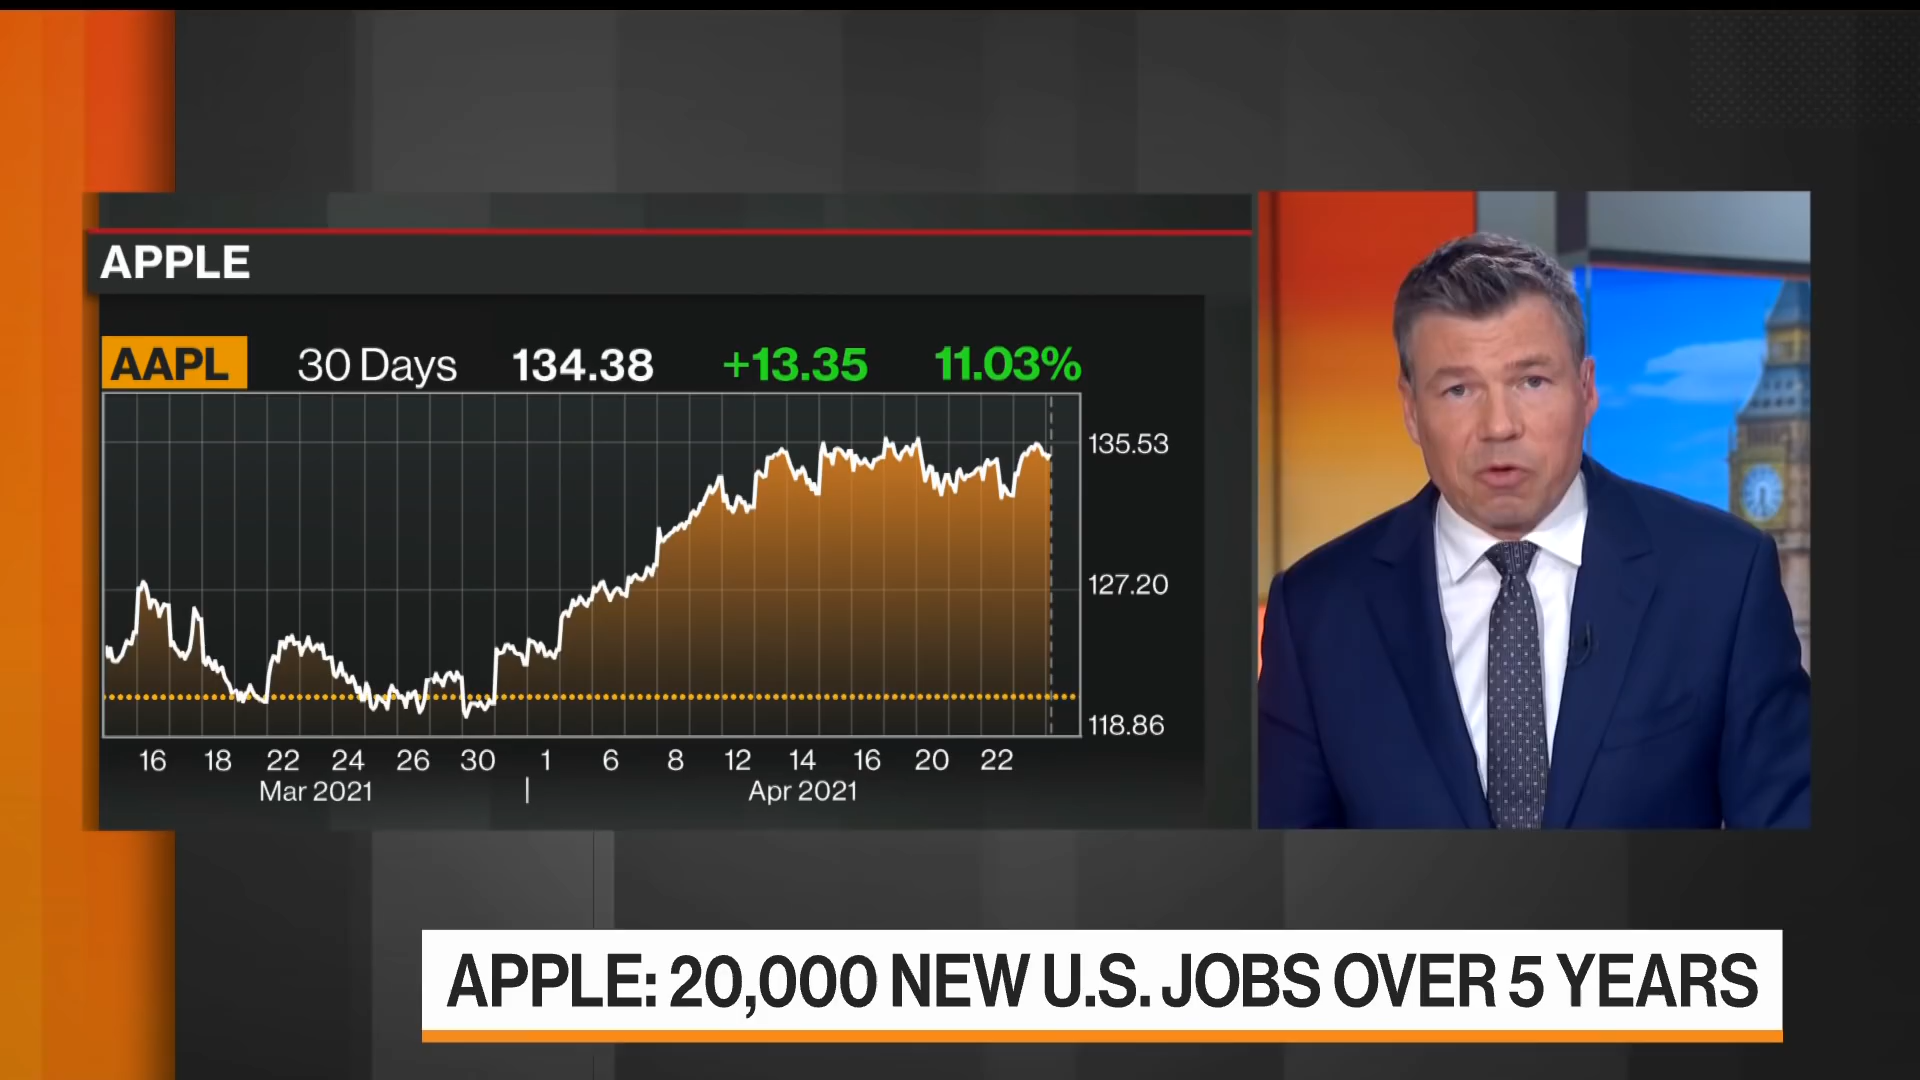 APPLE
AAPL 30 Days 134.38 +13.35 11.03%
135.53
127.20
118.86
16 18 22 24 26 30 1 6 8 12 14 16 20 22
Mar 2021 | Apr 2021
APPLE: 20,000 NEW U.S. JOBS OVER 5 YEARS